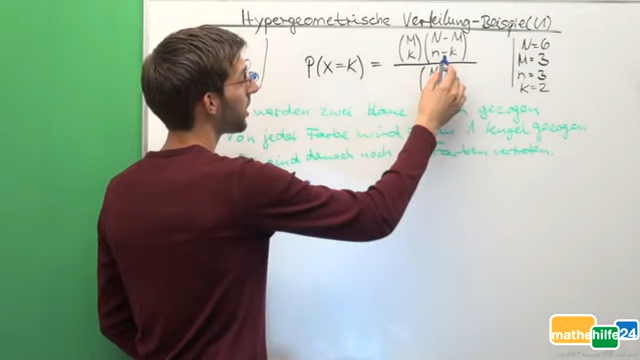 Hypergeometrische Verteilung - Beispiel (1)
P(X=K) = (M K)(N-M n-k) (N
N=6
M=3
n=3
k=2
werden zwei blaue gezogen
Von jeder Farbe wird 1 Kugel gezogen
sind danach noch Farben vertreten.
mathehilfe24